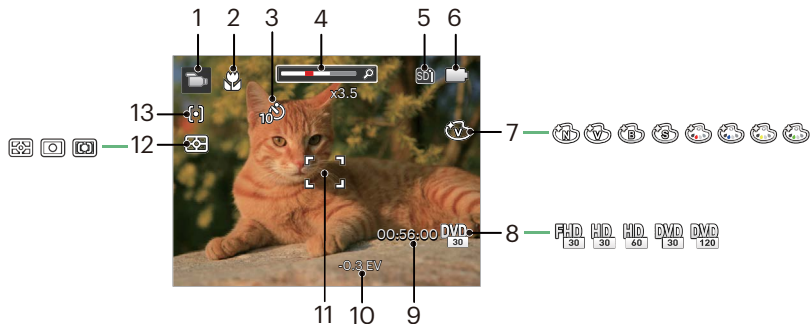 1 2 3 4 5 6
SD
x3.5
10
13
12
V
7
N V B S
00:56:00
DVD 30
8
FHD 30 HD 30 HD 60 DVD 30 DVD 120
-0.3 EV
11 10 9